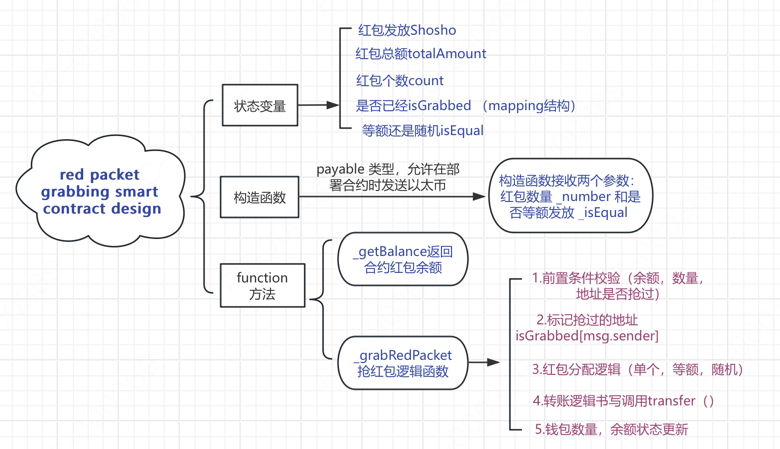 red packet
grabbing smart
contract design
状态变量
红包发放Shosho
红包总额totalAmount
红包个数count
是否已经isGrabbed （mapping结构）
等额还是随机isEqual
构造函数
payable 类型，允许在部
署合约时发送以太币
构造函数接收两个参数：
红包数量 _number 和是
否等额发放 _isEqual
function
方法
_getBalance返回
合约红包余额
_grabRedPacket
抢红包逻辑函数
1.前置条件校验（余额，数量，
地址是否抢过）
2.标记抢过的地址
isGrabbed[msg.sender]
3.红包分配逻辑（单个，等额，随机）
4.转账逻辑书写调用transfer（）
5.钱包数量，余额状态更新